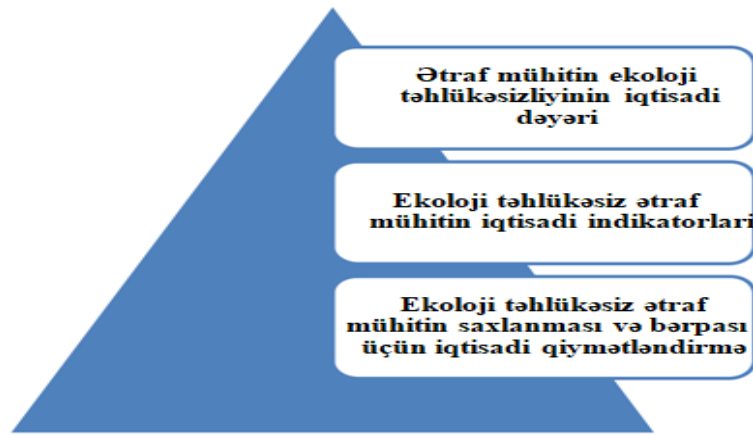 Ətraf mühitin ekoloji
təhlükəsizliyinin iqtisadi
dəyəri
Ekoloji təhlükəsiz ətraf
mühitin iqtisadi indikatorlari
Ekoloji təhlükəsiz ətraf
mühitin saxlanması və bərpası
üçün iqtisadi qiymətləndirmə